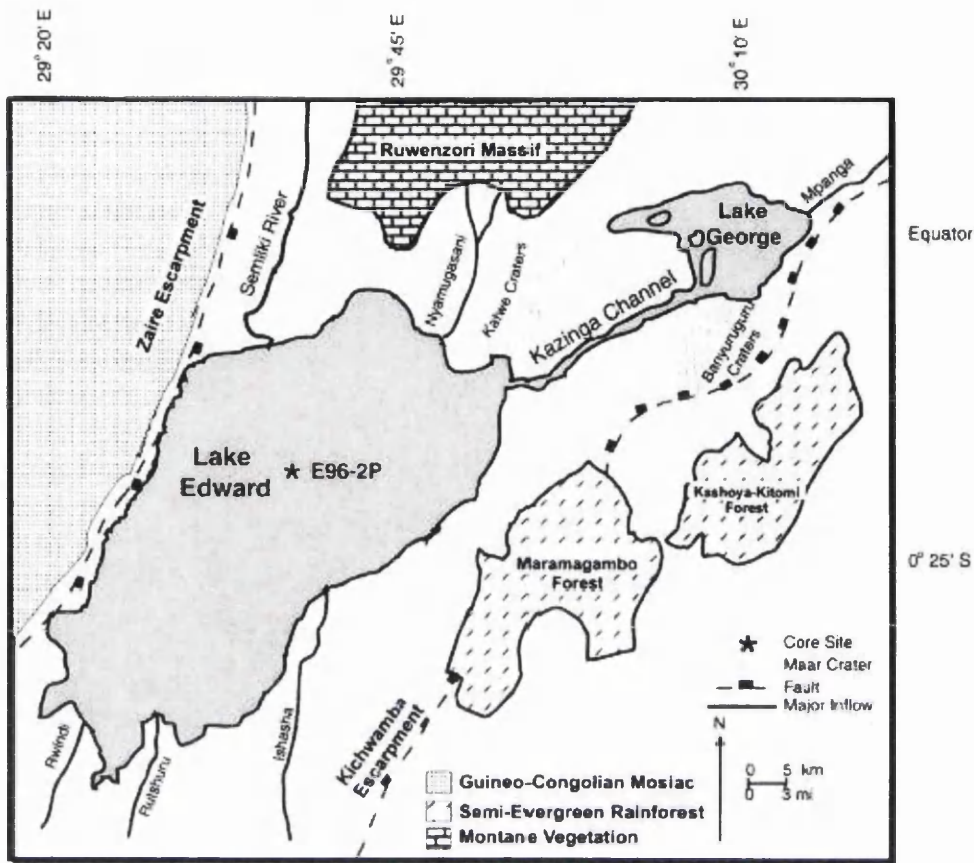 29° 20' E
29° 45' E
30° 10' E
Ruwenzori Massif
Mpanga
Lake
George
Equator
Zaire Escarpment
Semiliki River
Nyamugasani
Katwe Craters
Kazinga Channel
Banyuruguru
Craters
Lake
Edward
E96-2P
Kashoya-Kitomi
Forest
0° 25' S
Maramagambo
Forest
Core Site
Maar Crater
Fault
Major Inflow
Rwindi
Rutshuru
Ishasha
Kichwamba
Escarpment
N
0 5 km
0 3 mi
Guineo-Congolian Mosiac
Semi-Evergreen Rainforest
Montane Vegetation